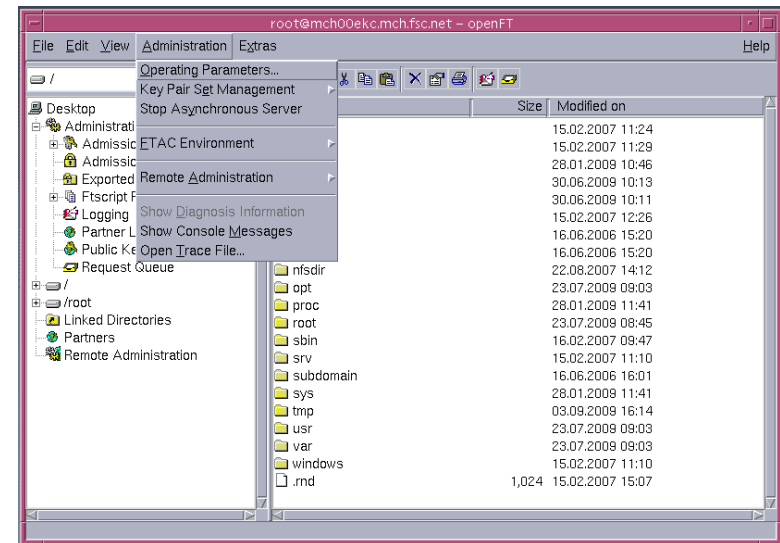 root@mch00ekc.mch.fsc.net – openFT
File Edit View Administration Extras Help
/
Operating Parameters...
Key Pair Set Management
Stop Asynchronous Server
FTAC Environment
Remote Administration
Show Diagnosis Information
Show Console Messages
Open Trace File...
Desktop
Administrati
Admissic
Admissic
Exported
Ftscript F
Logging
Partner L
Public Ke
Request Queue
/
/root
Linked Directories
Partners
Remote Administration
Size Modified on
15.02.2007 11:24
15.02.2007 11:29
28.01.2009 10:46
30.06.2009 10:13
30.06.2009 10:11
15.02.2007 12:26
16.06.2006 15:20
16.06.2006 15:20
nfsdir 22.08.2007 14:12
opt 23.07.2009 09:03
proc 28.01.2009 11:41
root 23.07.2009 08:45
sbin 16.02.2007 09:47
srv 15.02.2007 11:10
subdomain 16.06.2006 16:01
sys 28.01.2009 11:41
tmp 03.09.2009 16:14
usr 23.07.2009 09:03
var 23.07.2009 09:03
windows 15.02.2007 11:10
.rnd 1,024 15.02.2007 15:07